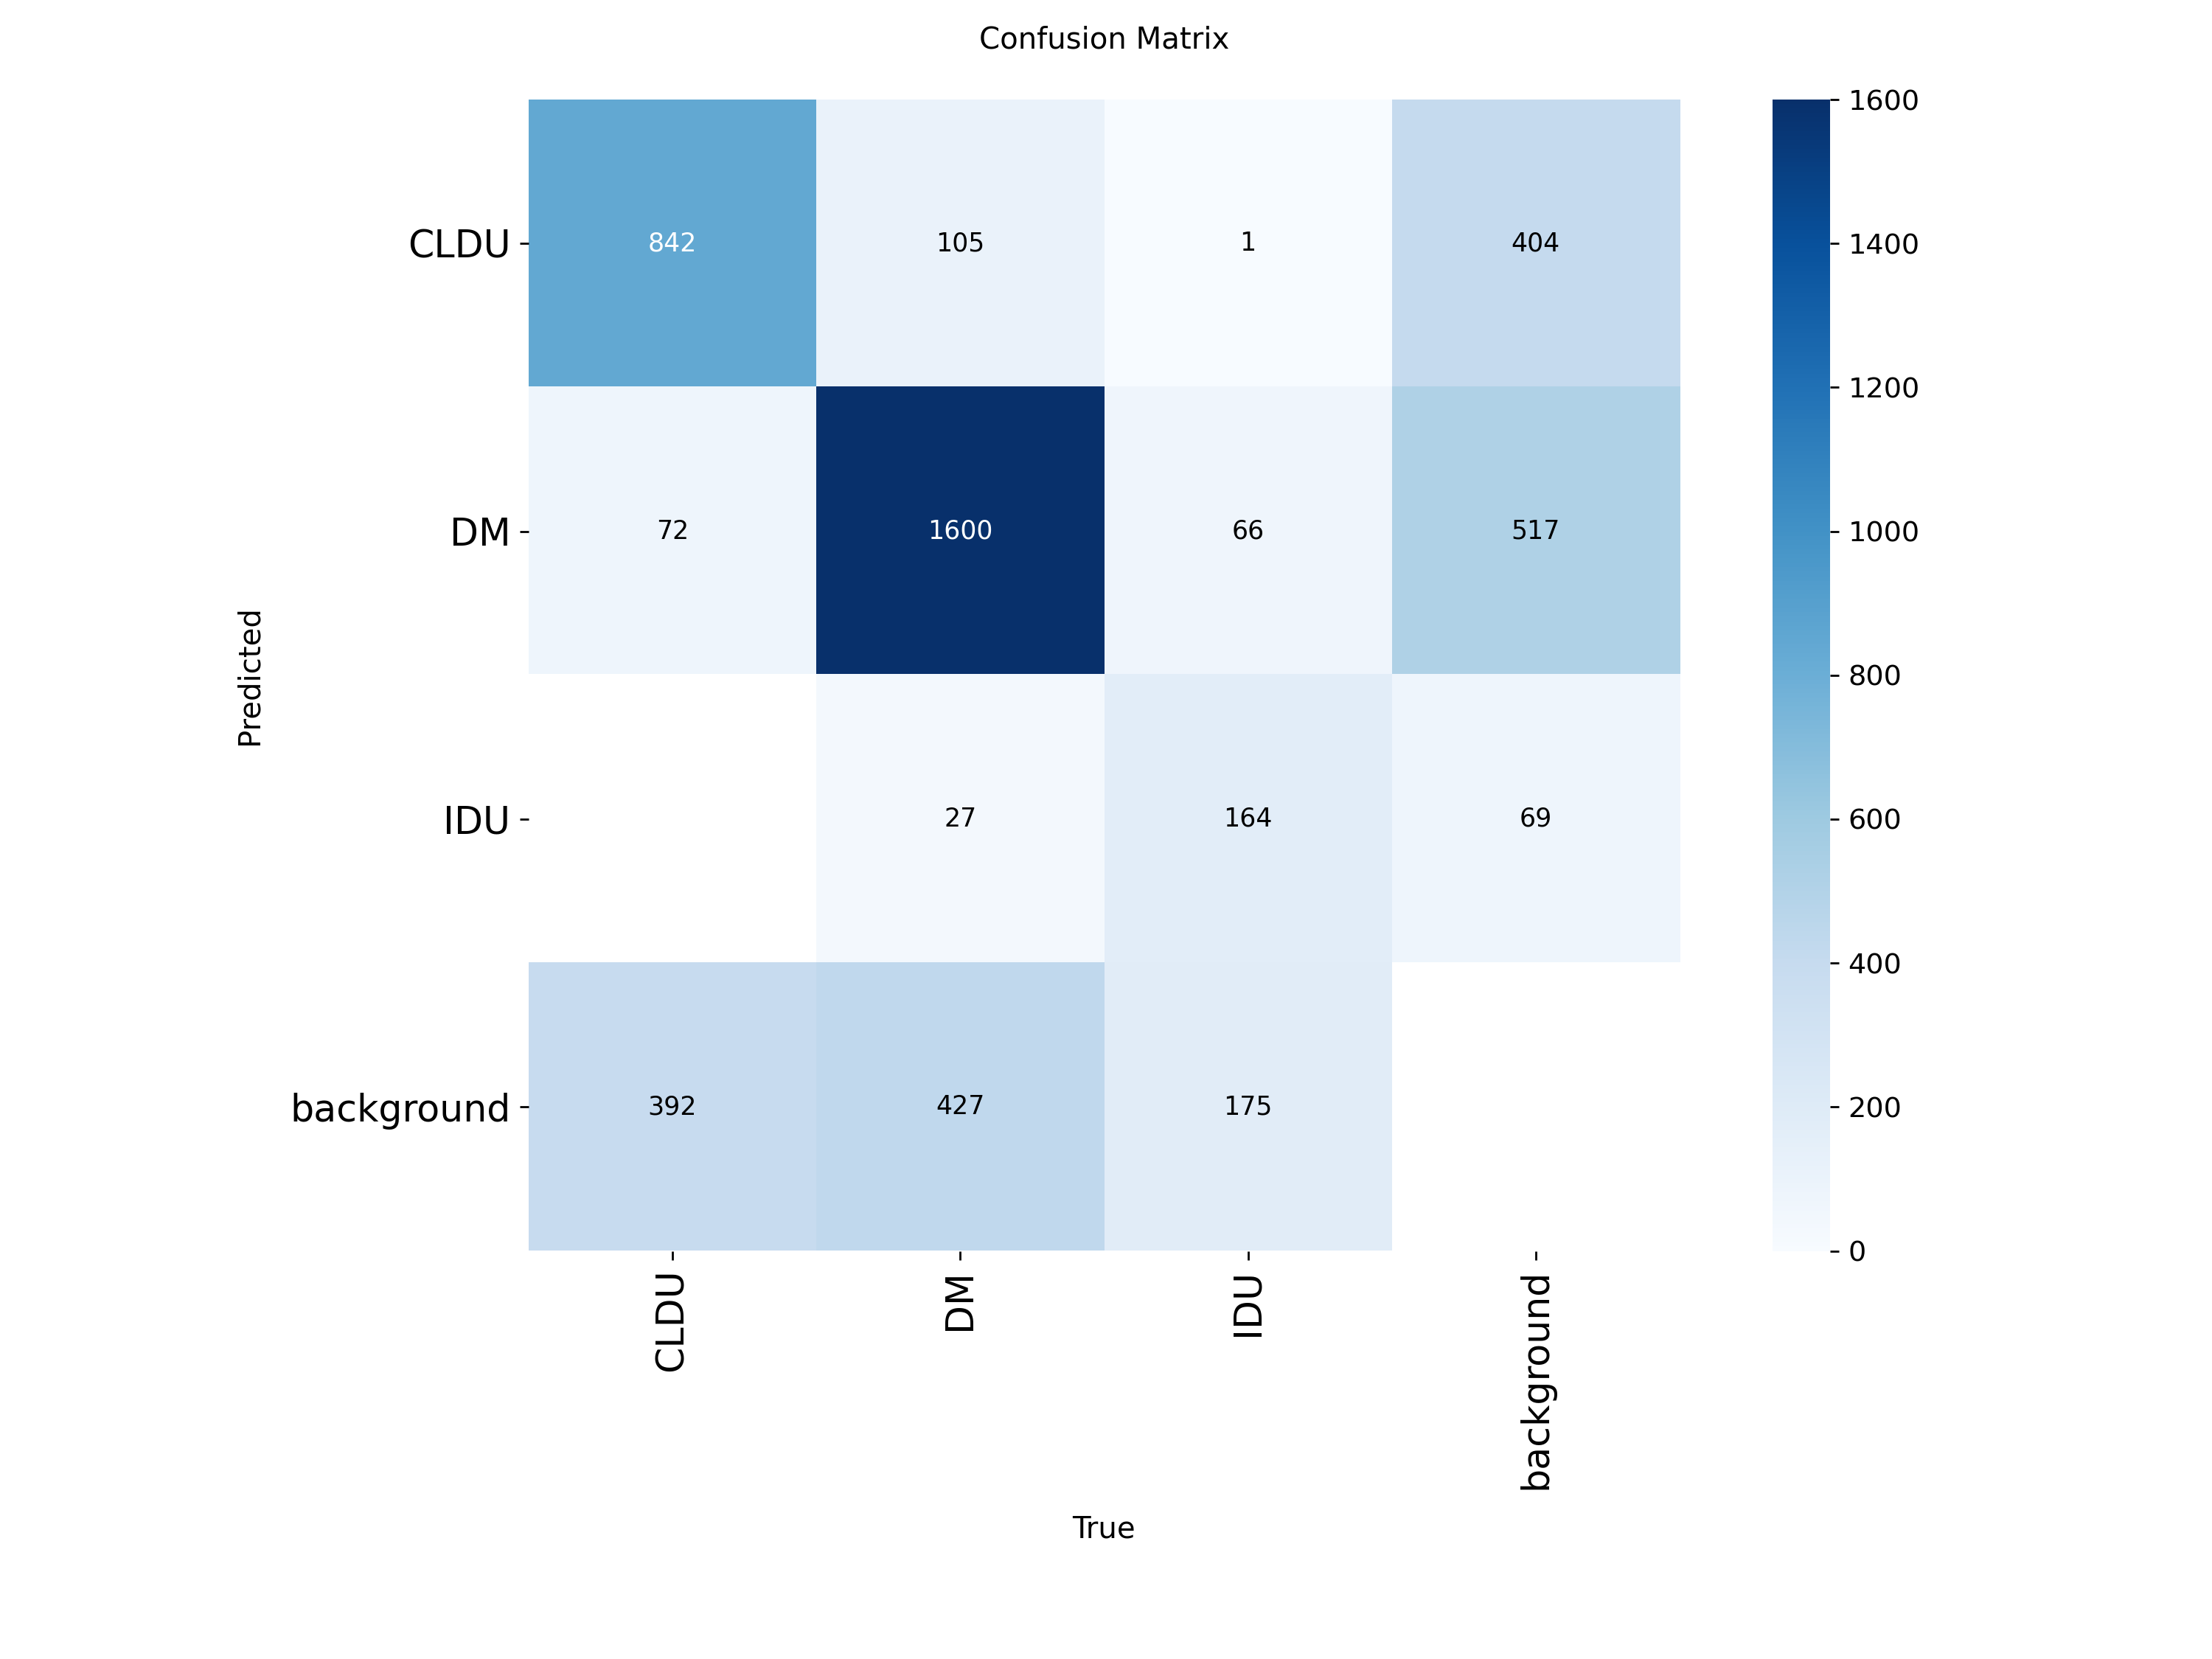 Confusion Matrix
CLDU 842 105 1 404
DM 72 1600 66 517
IDU 27 164 69
background 392 427 175
Predicted
CLDU DM IDU background
True
1600
1400
1200
1000
800
600
400
200
0